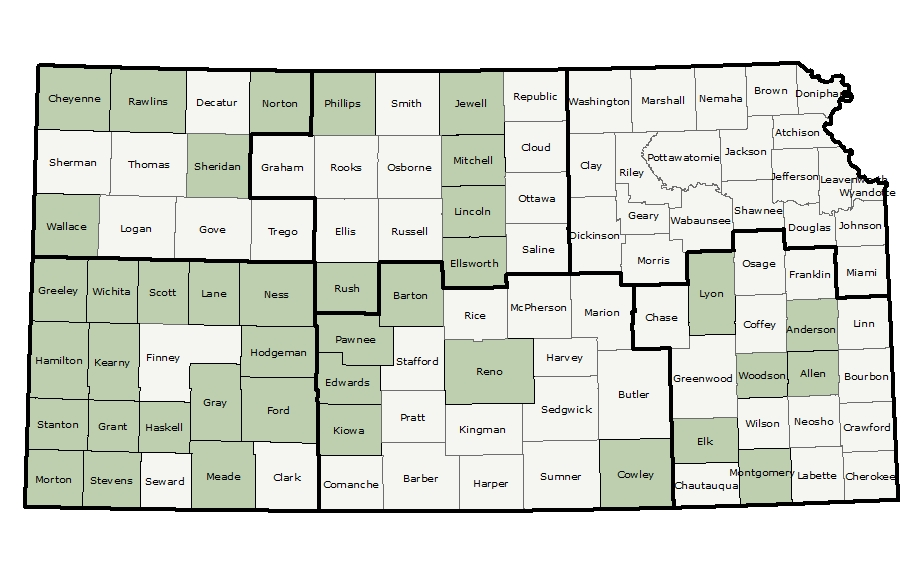 Cheyenne
Rawlins
Decatur
Norton
Phillips
Smith
Jewell
Republic
Washington
Marshall
Nemaha
Brown
Doniphan
Sherman
Thomas
Sheridan
Graham
Rooks
Osborne
Mitchell
Cloud
Clay
Riley
Pottawatomie
Jackson
Atchison
Jefferson
Leavenworth
Wyandotte
Wallace
Logan
Gove
Trego
Ellis
Russell
Lincoln
Ottawa
Saline
Ellsworth
Dickinson
Geary
Wabaunsee
Shawnee
Douglas
Johnson
Morris
Osage
Franklin
Miami
Greeley
Wichita
Scott
Lane
Ness
Rush
Barton
Rice
McPherson
Marion
Chase
Lyon
Coffey
Anderson
Linn
Hamilton
Kearny
Finney
Hodgeman
Pawnee
Stafford
Edwards
Reno
Harvey
Butler
Greenwood
Woodson
Allen
Bourbon
Stanton
Grant
Haskell
Gray
Ford
Kiowa
Pratt
Kingman
Sedgwick
Elk
Wilson
Neosho
Crawford
Morton
Stevens
Seward
Meade
Clark
Comanche
Barber
Harper
Sumner
Cowley
Chautauqua
Montgomery
Labette
Cherokee